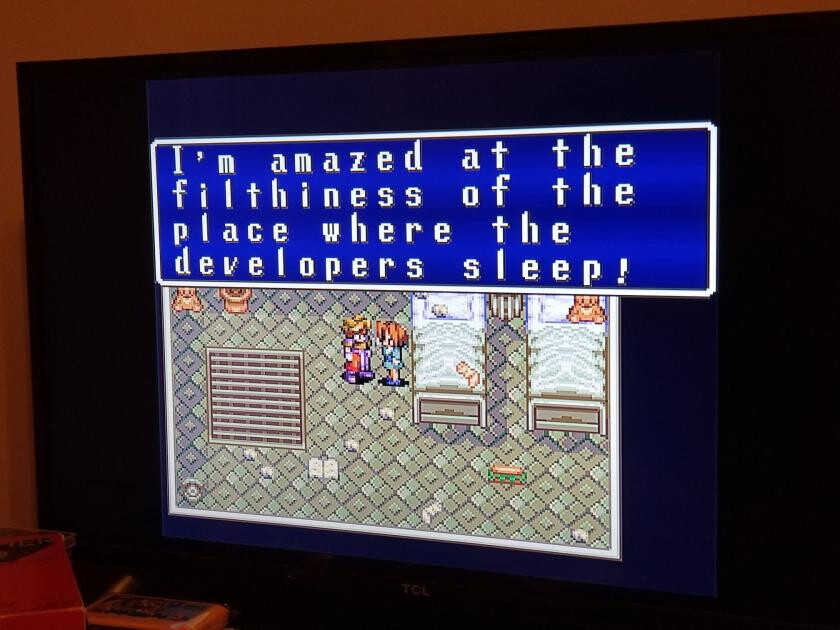 I'm amazed at the
filthiness of the
place where the
developers sleep!
TCL